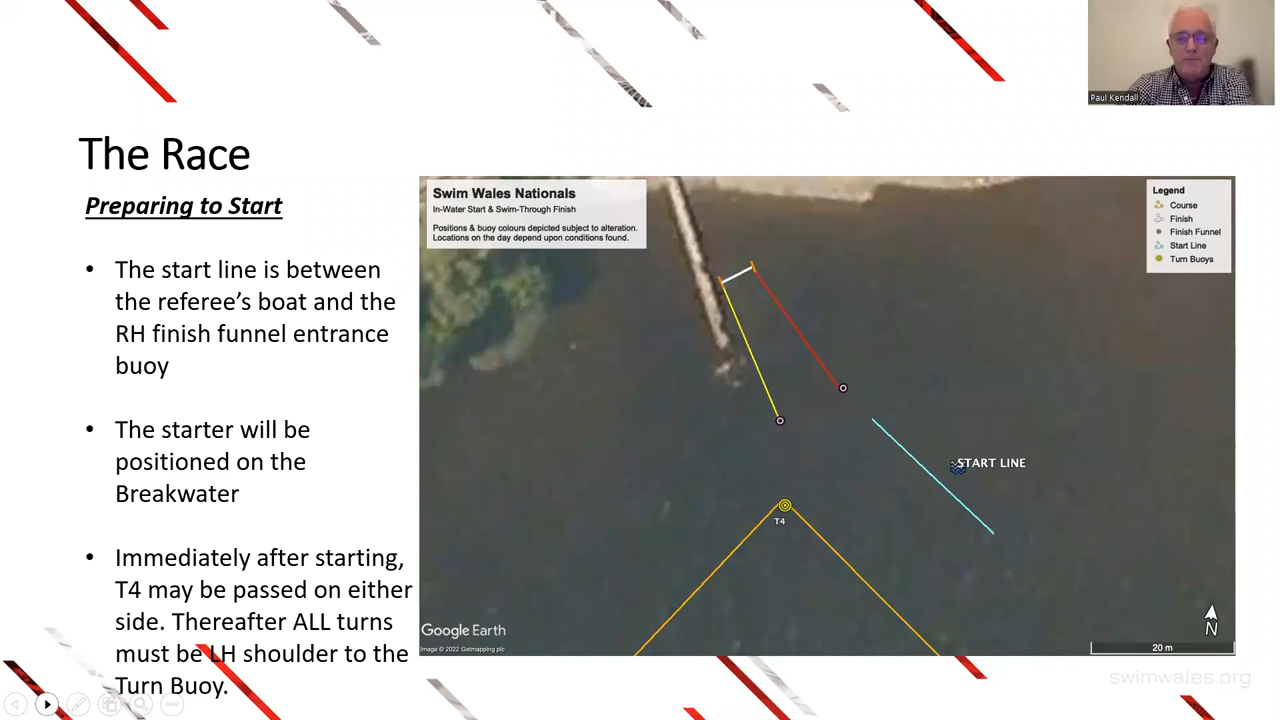 Paul Kendall
The Race
Preparing to Start
• The start line is between
the referee’s boat and the
RH finish funnel entrance
buoy
• The starter will be
positioned on the
Breakwater
• Immediately after starting,
T4 may be passed on either
side. Thereafter ALL turns
must be LH shoulder to the
Turn Buoy.
Swim Wales Nationals
In-Water Start & Swim-Through Finish
Positions & buoy colours depicted subject to alteration.
Locations on the day depend upon conditions found.
Legend
Course
Finish
Finish Funnel
Start Line
Turn Buoys
START LINE
T4
Google Earth
Image © 2022 Getmapping plc
N
20 m
swimwales.org